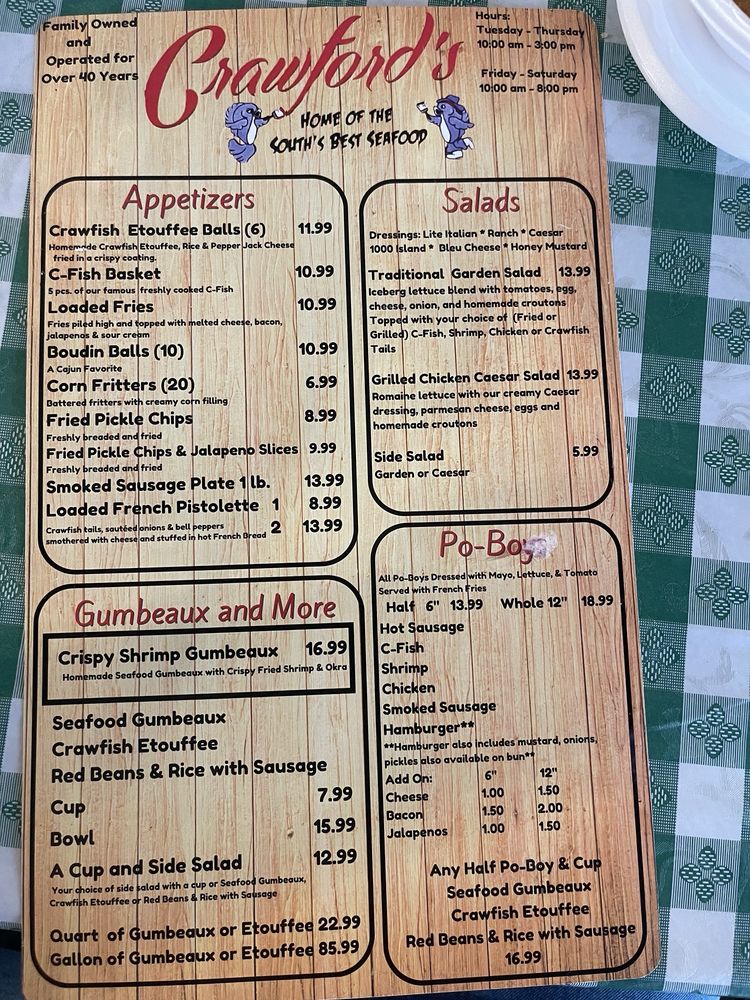 Family Owned
and
Operated for
Over 40 Years
Crawford's
HOME OF THE
SOUTH'S BEST SEAFOOD
Hours:
Tuesday - Thursday
10:00 am - 3:00 pm
Friday - Saturday
10:00 am - 8:00 pm
Appetizers
Crawfish Etouffee Balls (6) 11.99
Homemade Crawfish Etouffee, Rice & Pepper Jack Cheese
fried in a crispy coating.
C-Fish Basket 10.99
5 pcs. of our famous freshly cooked C-Fish
Loaded Fries 10.99
Fries piled high and topped with melted cheese, bacon,
jalapenos & sour cream
Boudin Balls (10) 10.99
A Cajun Favorite
Corn Fritters (20) 6.99
Battered fritters with creamy corn filling
Fried Pickle Chips 8.99
Freshly breaded and fried
Fried Pickle Chips & Jalapeno Slices 9.99
Freshly breaded and fried
Smoked Sausage Plate 1 lb. 13.99
Loaded French Pistolette 1 8.99
Crawfish tails, sautéed onions & bell peppers 2 13.99
smothered with cheese and stuffed in hot French Bread
Gumbeaux and More
Crispy Shrimp Gumbeaux 16.99
Homemade Seafood Gumbeaux with Crispy Fried Shrimp & Okra
Seafood Gumbeaux
Crawfish Etouffee
Red Beans & Rice with Sausage
Cup 7.99
Bowl 15.99
A Cup and Side Salad 12.99
Your choice of side salad with a cup or Seafood Gumbeaux,
Crawfish Etouffee or Red Beans & Rice with Sausage
Quart of Gumbeaux or Etouffee 22.99
Gallon of Gumbeaux or Etouffee 85.99
Salads
Dressings: Lite Italian * Ranch * Caesar
1000 Island * Bleu Cheese * Honey Mustard
Traditional Garden Salad 13.99
Iceberg lettuce blend with tomatoes, egg,
cheese, onion, and homemade croutons
Topped with your choice of (Fried or
Grilled) C-Fish, Shrimp, Chicken or Crawfish
Tails
Grilled Chicken Caesar Salad 13.99
Romaine lettuce with our creamy Caesar
dressing, parmesan cheese, eggs and
homemade croutons
Side Salad 5.99
Garden or Caesar
Po-Boy
All Po-Boys Dressed with Mayo, Lettuce, & Tomato
Served with French Fries
Half 6" 13.99 Whole 12" 18.99
Hot Sausage
C-Fish
Shrimp
Chicken
Smoked Sausage
Hamburger**
**Hamburger also includes mustard, onions,
pickles also available on bun**
Add On: 6" 12"
Cheese 1.00 1.50
Bacon 1.50 2.00
Jalapenos 1.00 1.50
Any Half Po-Boy & Cup
Seafood Gumbeaux
Crawfish Etouffee
Red Beans & Rice with Sausage
16.99